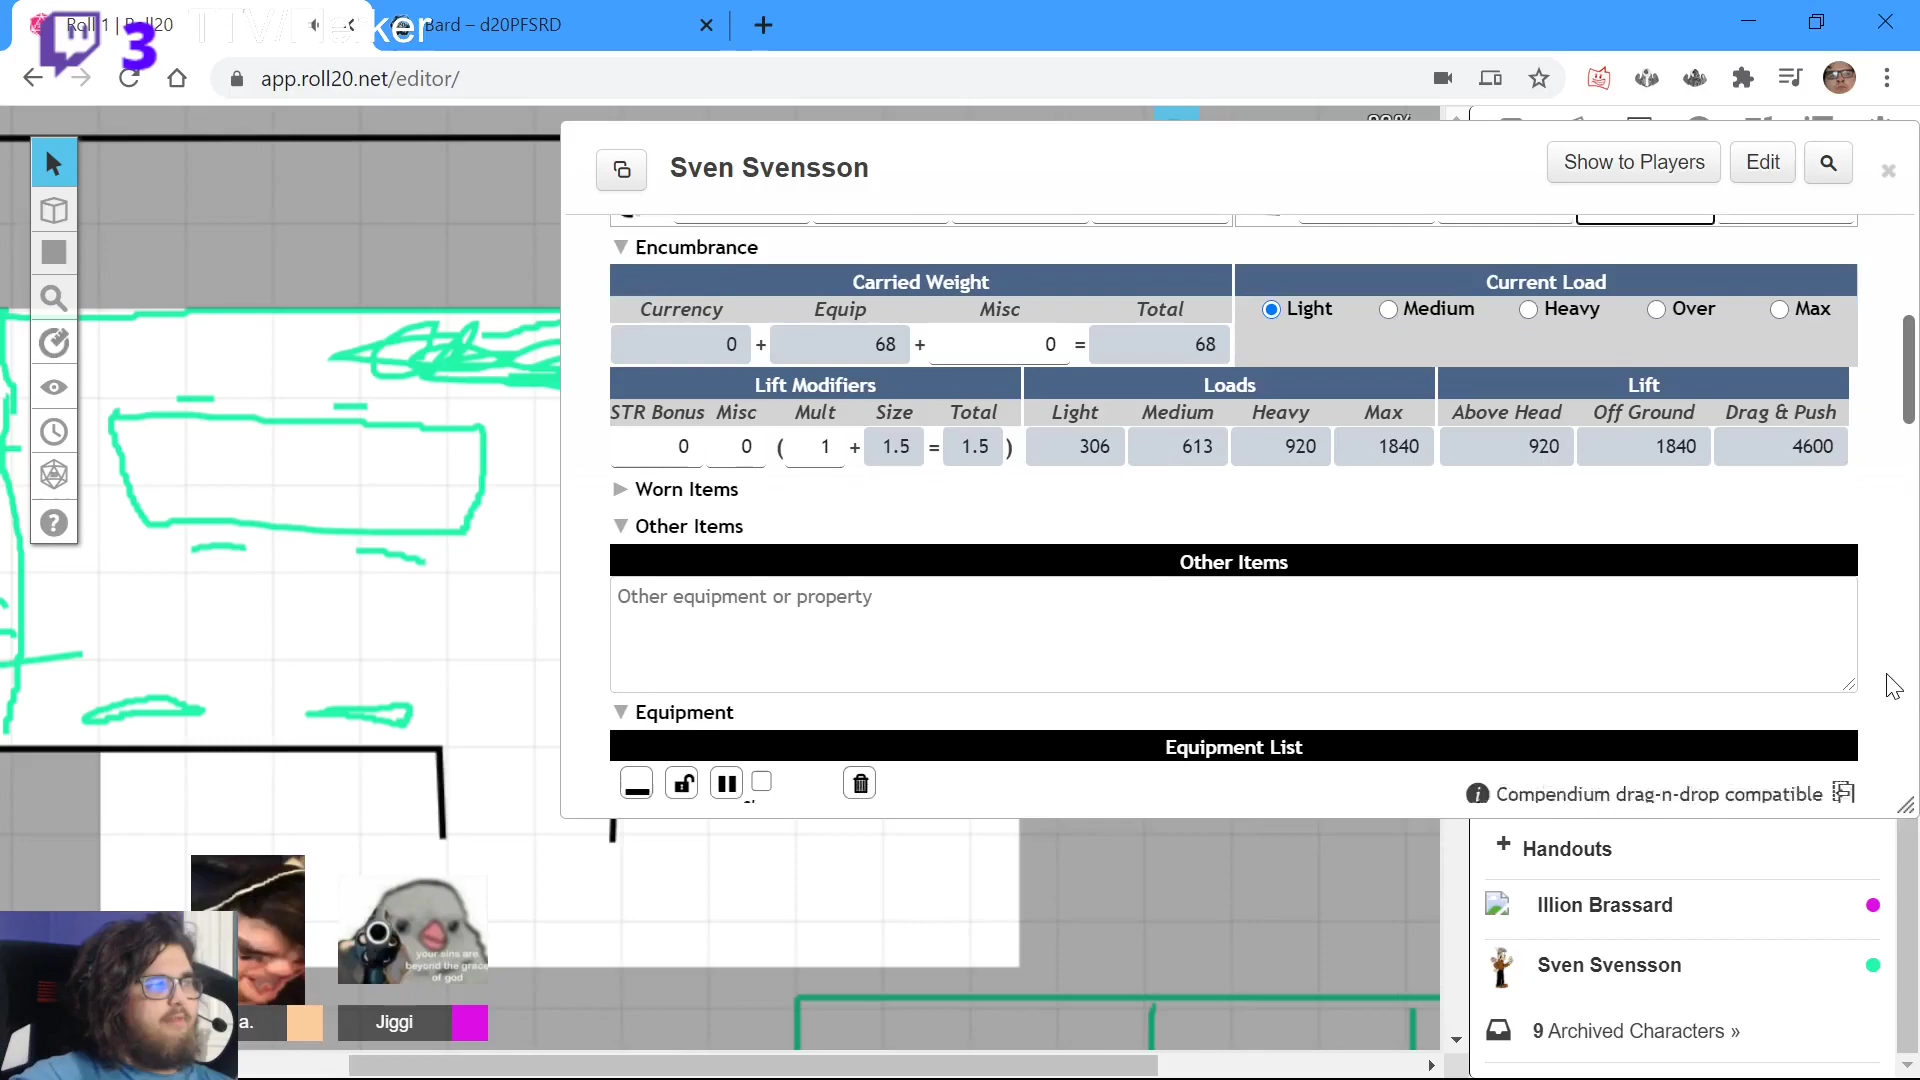 Roll 1 | Roll20
Bard – d20PFSRD
3
app.roll20.net/editor/
Sven Svensson
Show to Players
Edit
Encumbrance
Carried Weight
Current Load
Currency Equip Misc Total
Light Medium Heavy Over Max
0 + 68 + 0 = 68
Lift Modifiers Loads Lift
STR Bonus Misc Mult Size Total Light Medium Heavy Max Above Head Off Ground Drag & Push
0 0 ( 1 + 1.5 = 1.5 ) 306 613 920 1840 920 1840 4600
Worn Items
Other Items
Other Items
Other equipment or property
Equipment
Equipment List
Compendium drag-n-drop compatible
+ Handouts
Illion Brassard
Sven Svensson
9 Archived Characters »
your sins are
beyond the grace
of god
a.
Jiggi